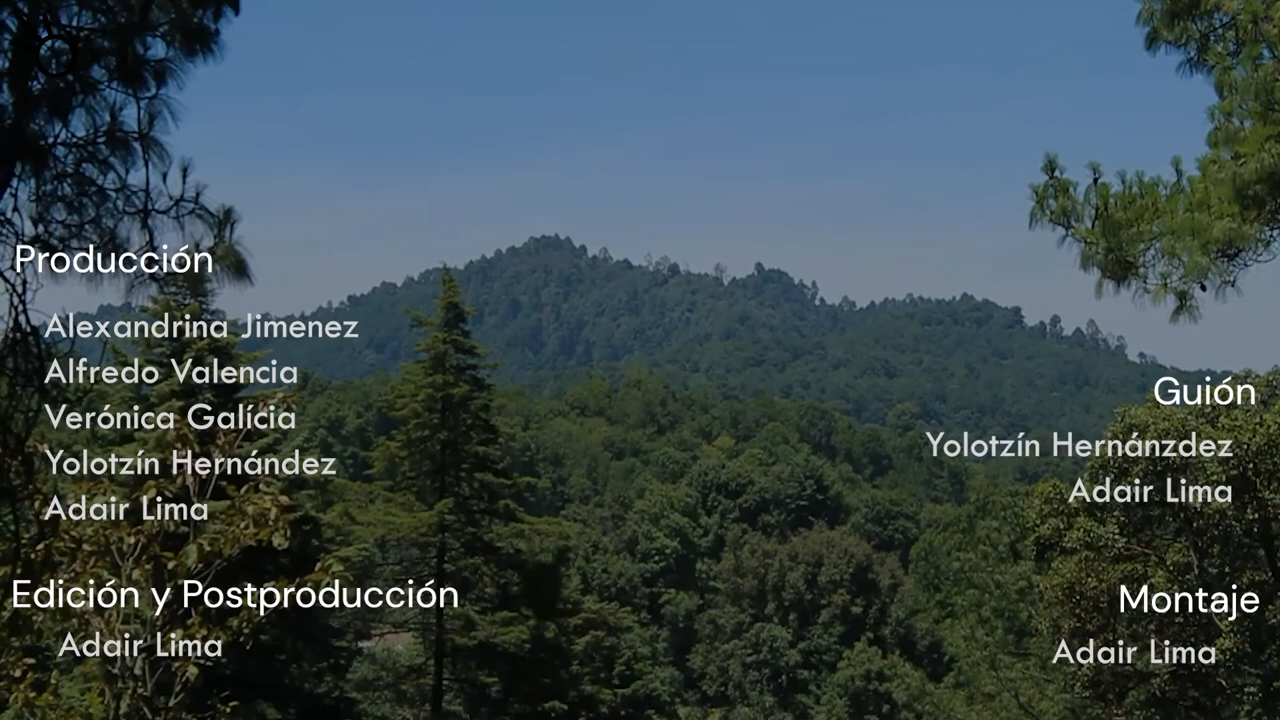 Producción
Alexandrina Jimenez
Alfredo Valencia
Verónica Galícia
Yolotzín Hernández
Adair Lima
Edición y Postproducción
Adair Lima
Guión
Yolotzín Hernánzdez
Adair Lima
Montaje
Adair Lima